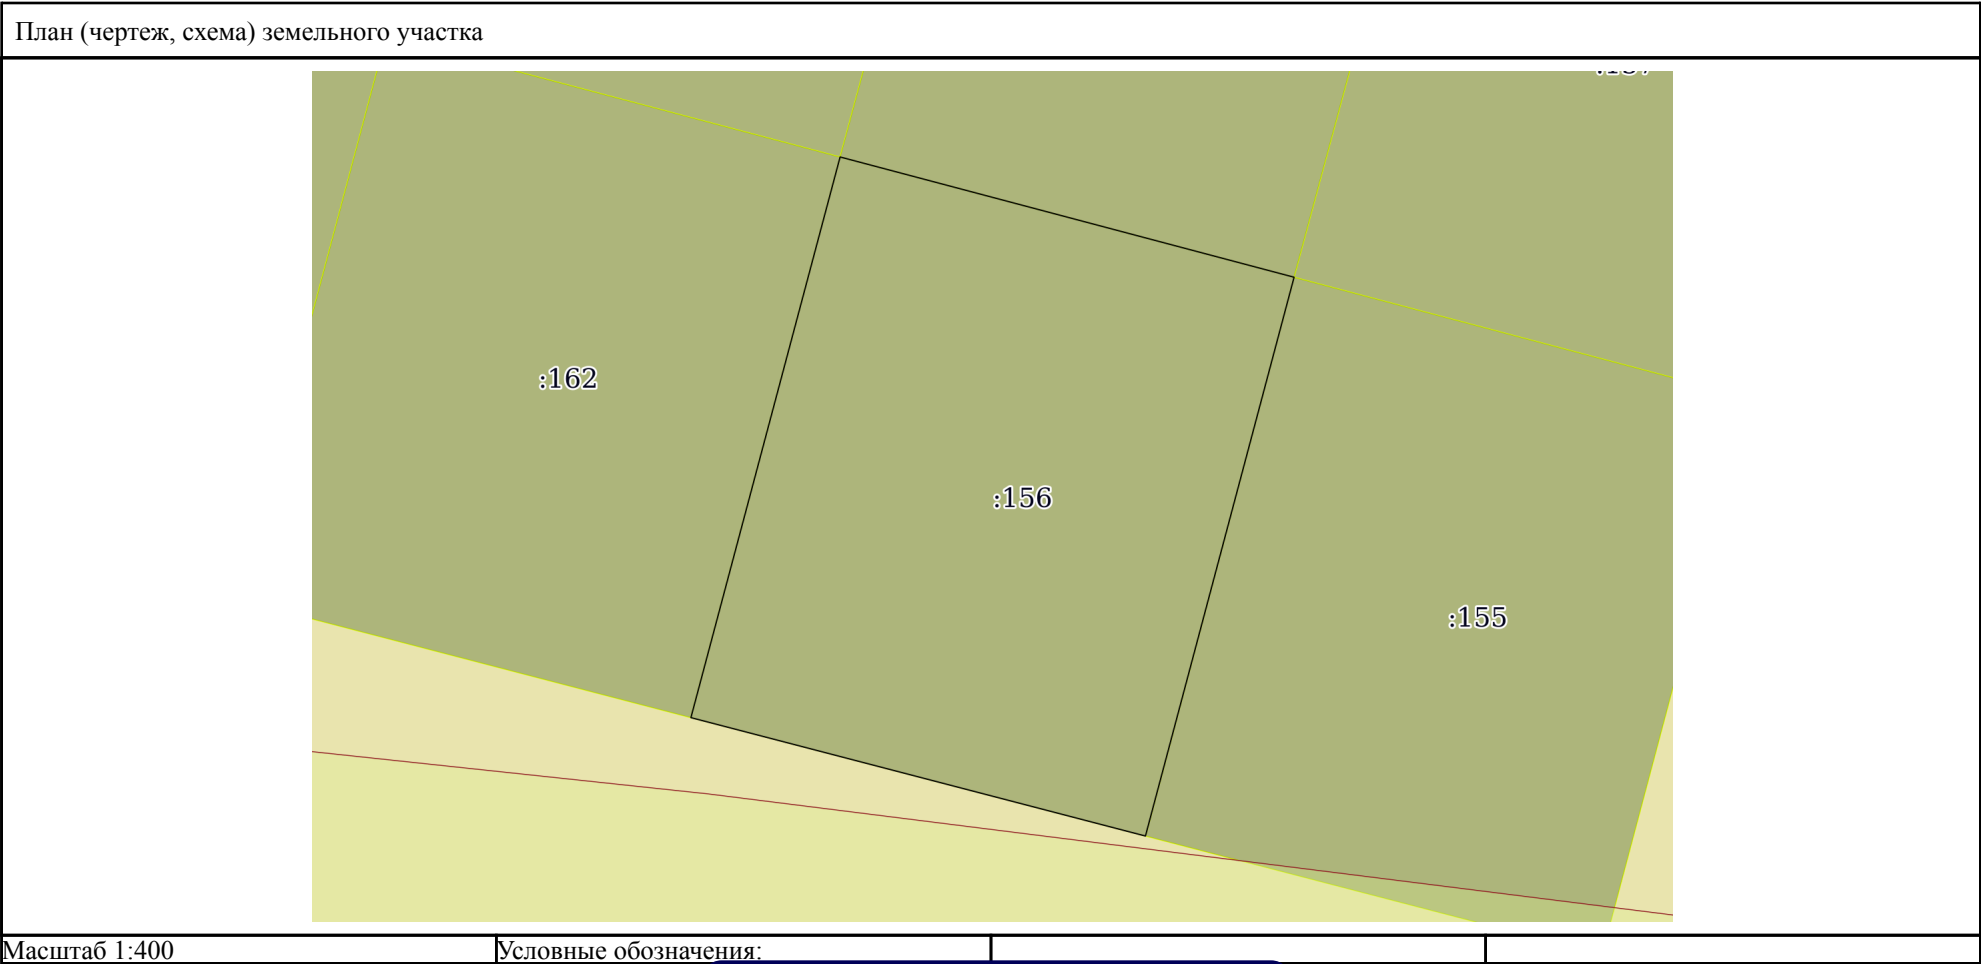 План (чертеж, схема) земельного участка
:162
:156
:155
Масштаб 1:400
Условные обозначения: